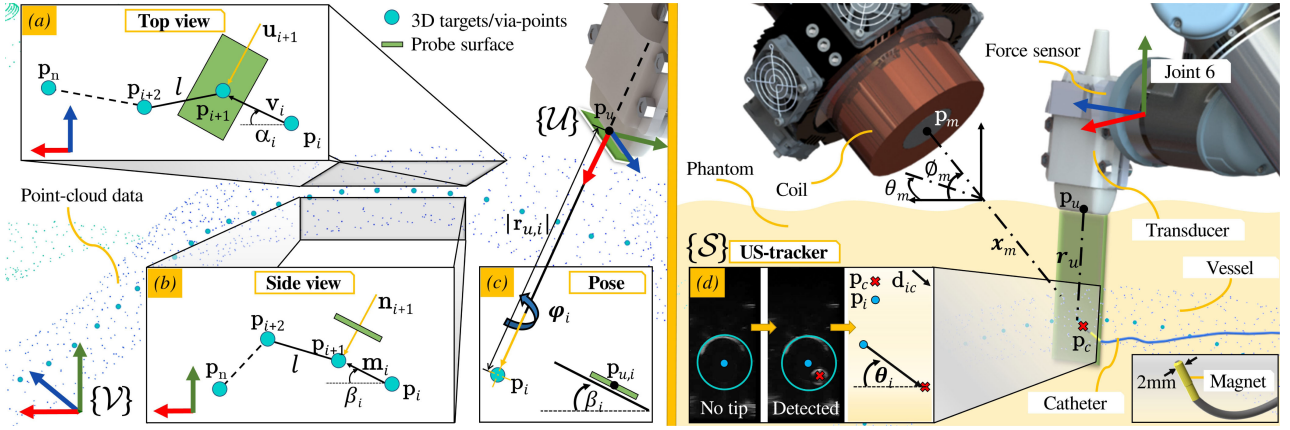 (a)
Top view
3D targets/via-points
Probe surface
u_{i+1}
p_n
p_{i+2}
l
p_{i+1}
v_i
α_i
p_i
{U}
p_u
Point-cloud data
|r_{u,i}|
{V}
(b)
Side view
n_{i+1}
p_{i+2}
p_{i+1}
p_n
l
m_i
β_i
p_i
(c)
Pose
φ_i
p_i
p_{u,i}
β_i
Force sensor
Joint 6
p_m
Phantom
Coil
θ_m
ϕ_m
p_u
Transducer
{S}
US-tracker
x_m
r_u
Vessel
(d)
p_c
d_{ic}
p_i
θ_i
No tip
Detected
p_c
Catheter
2mm
Magnet